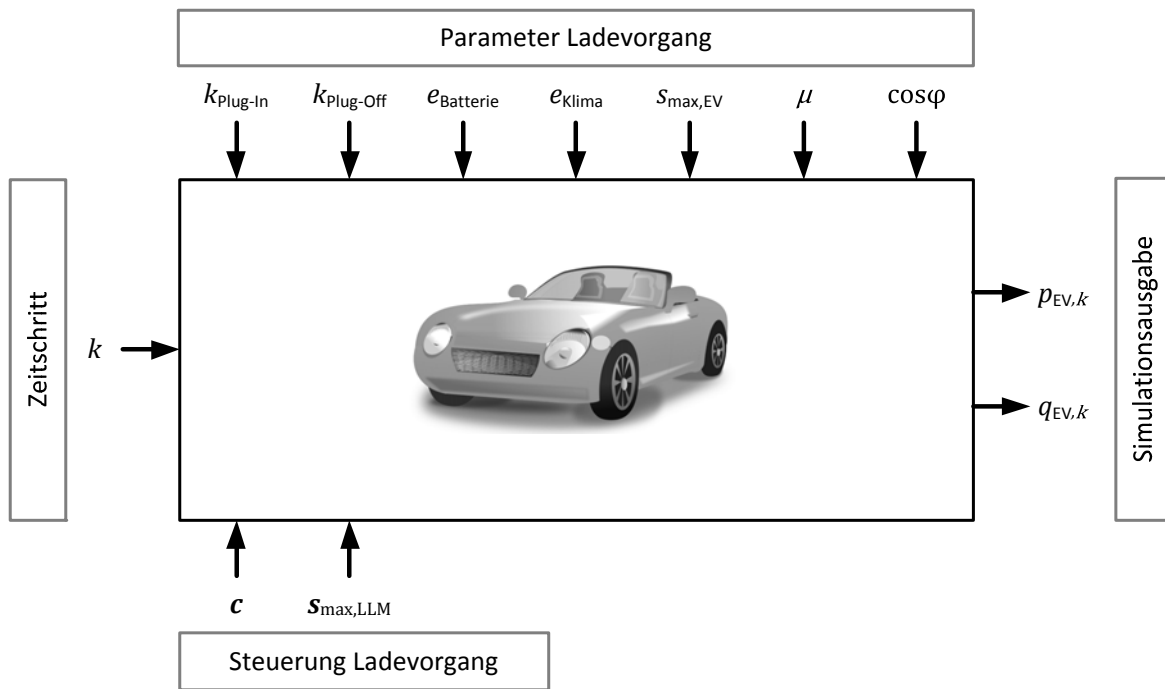 Parameter Ladevorgang
kPlug-In kPlug-Off eBatterie eKlima smax,EV μ cosφ
Zeitschritt
k
pEV,k
qEV,k
Simulationsausgabe
c smax,LLM
Steuerung Ladevorgang